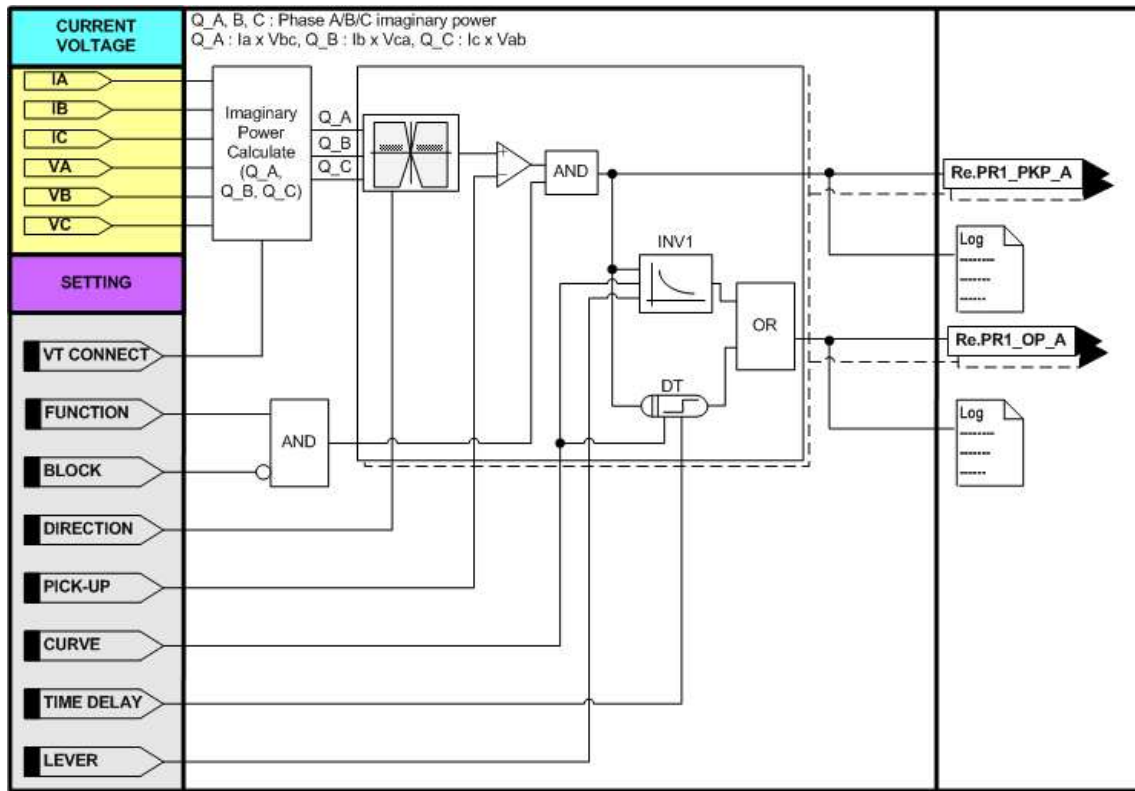 CURRENT
VOLTAGE
Q_A, B, C : Phase A/B/C imaginary power
Q_A : Ia x Vbc, Q_B : Ib x Vca, Q_C : Ic x Vab
IA
IB
IC
VA
VB
VC
Imaginary
Power
Calculate
(Q_A,
Q_B, Q_C)
Q_A
Q_B
Q_C
+
−
AND
Re.PR1_PKP_A
Log
INV1
OR
Re.PR1_OP_A
DT
Log
SETTING
VT CONNECT
FUNCTION
AND
BLOCK
DIRECTION
PICK-UP
CURVE
TIME DELAY
LEVER